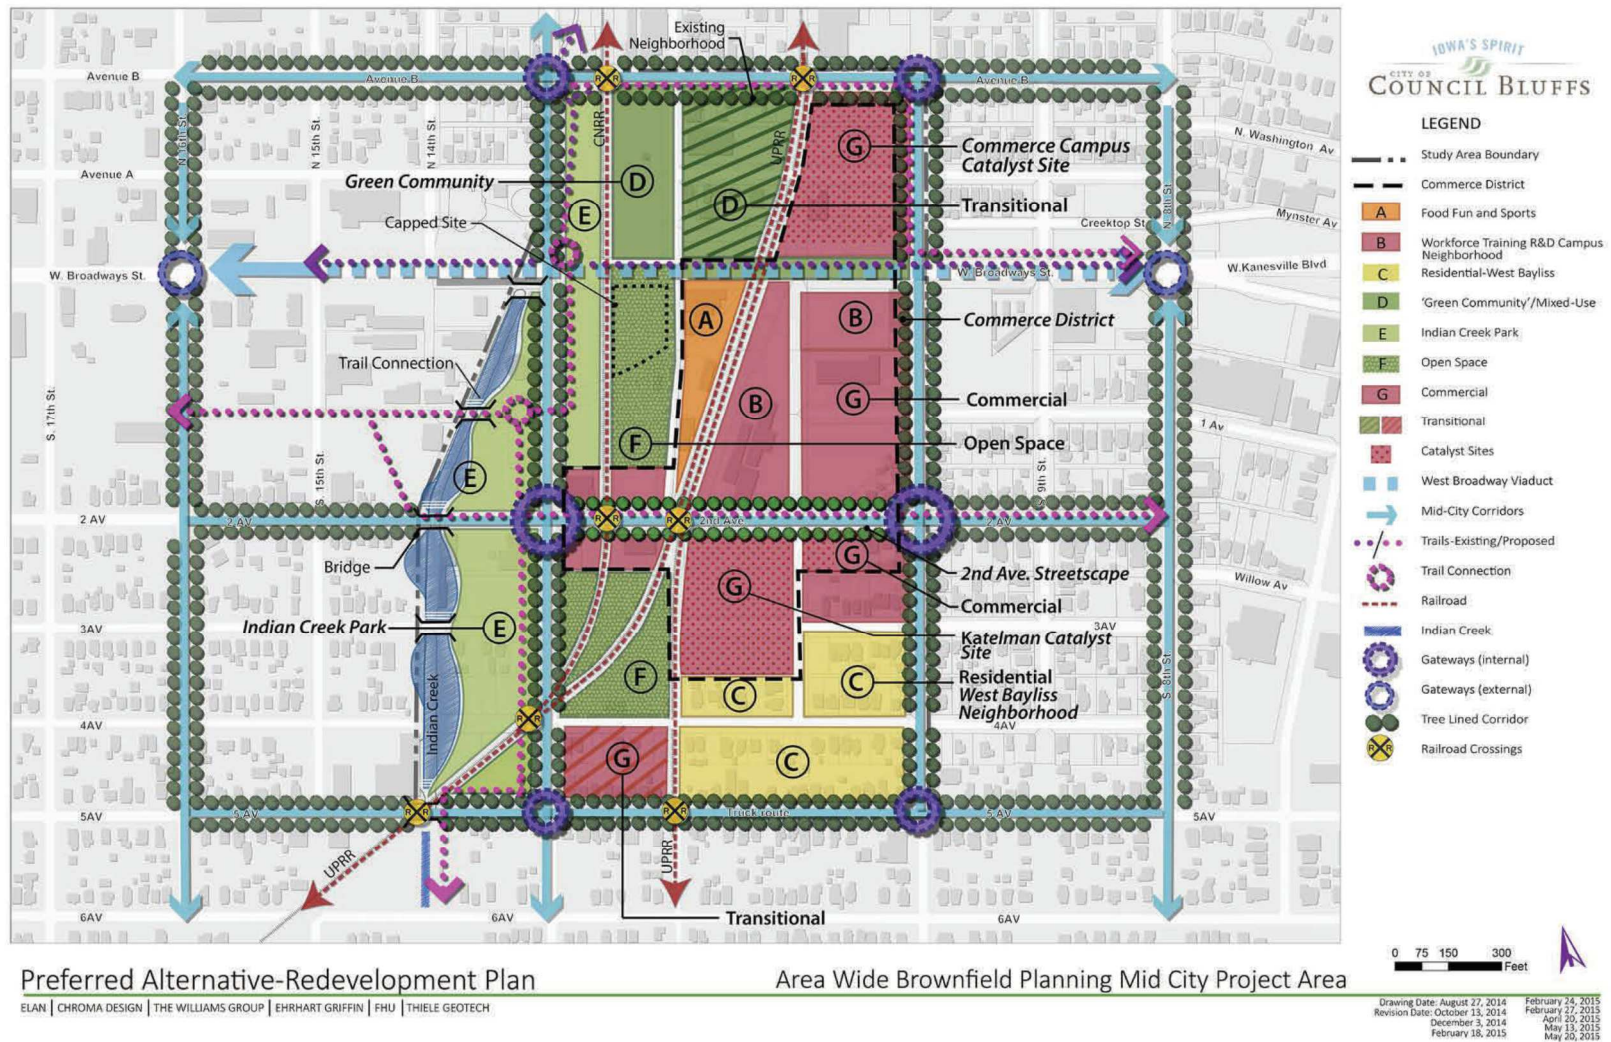 Existing
Neighborhood
Avenue B
Avenue B
Avenue B
N 16th St.
N 15th St.
N 14th St.
CNRR
UPRR
Avenue A
Green Community
Capped Site
D
E
D
G
Commerce Campus
Catalyst Site
Transitional
N. Washington Av
N. 8th St.
Creektop St
Mynster Av
W. Broadways St.
W. Broadways St.
W.Kanesville Blvd
A
B
Commerce District
Trail Connection
B
G
Commercial
S. 17th St.
F
Open Space
1 Av
E
S. 15th St.
S. 9th St.
2 AV
2 AV
2nd Ave
2 AV
R R
R R
R R
R R
Bridge
G
2nd Ave. Streetscape
Willow Av
G
Commercial
Indian Creek Park
E
3AV
3AV
Katelman Catalyst
Site
F
C
C
Residential
West Bayliss
Neighborhood
S. 8th St.
Indian Creek
4AV
R R
4AV
G
C
R R
R R
5AV
5 AV
Truck route
5 AV
5AV
UPRR
UPRR
6AV
6AV
Transitional
6AV
IOWA'S SPIRIT
CITY OF
COUNCIL BLUFFS
LEGEND
Study Area Boundary
Commerce District
A Food Fun and Sports
B Workforce Training R&D Campus
Neighborhood
C Residential-West Bayliss
D 'Green Community'/Mixed-Use
E Indian Creek Park
F Open Space
G Commercial
Transitional
Catalyst Sites
West Broadway Viaduct
Mid-City Corridors
Trails-Existing/Proposed
Trail Connection
Railroad
Indian Creek
Gateways (internal)
Gateways (external)
Tree Lined Corridor
R R Railroad Crossings
0 75 150 300
Feet
Preferred Alternative-Redevelopment Plan
Area Wide Brownfield Planning Mid City Project Area
ELAN | CHROMA DESIGN | THE WILLIAMS GROUP | EHRHART GRIFFIN | FHU | THIELE GEOTECH
Drawing Date: August 27, 2014
Revision Date: October 13, 2014
December 3, 2014
February 18, 2015
February 24, 2015
February 27, 2015
April 20, 2015
May 13, 2015
May 20, 2015